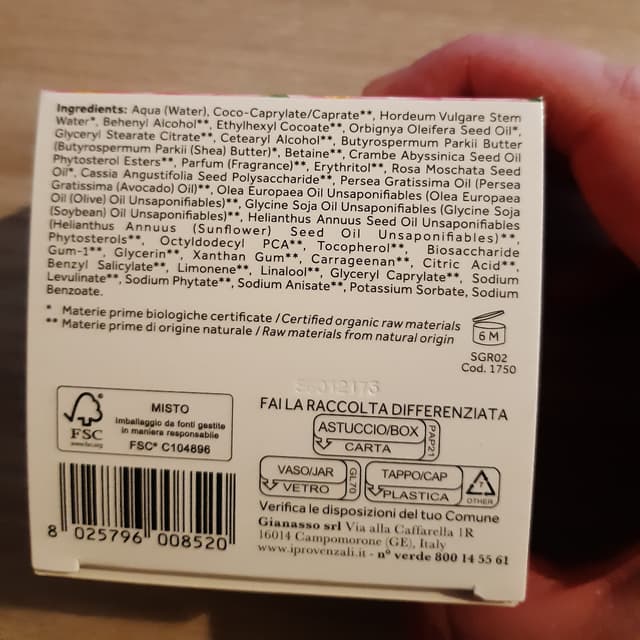 Ingredients: Aqua (Water), Coco-Caprylate/Caprate**, Hordeum Vulgare Stem
Water*, Behenyl Alcohol**, Ethylhexyl Cocoate**, Orbignya Oleifera Seed Oil*,
Glyceryl Stearate Citrate**, Cetearyl Alcohol**, Butyrospermum Parkii Butter
(Butyrospermum Parkii (Shea) Butter)*, Betaine**, Crambe Abyssinica Seed Oil
Phytosterol Esters**, Parfum (Fragrance)**, Erythritol**, Rosa Moschata Seed
Oil*, Cassia Angustifolia Seed Polysaccharide**, Persea Gratissima Oil (Persea
Gratissima (Avocado) Oil)**, Olea Europaea Oil Unsaponifiables (Olea Europaea
Oil (Olive) Oil Unsaponifiables)**, Glycine Soja Oil Unsaponifiables (Glycine Soja
(Soybean) Oil Unsaponifiables)**, Helianthus Annuus Seed Oil Unsaponifiables
(Helianthus Annuus (Sunflower) Seed Oil Unsaponifiables)**,
Phytosterols**, Octyldodecyl PCA**, Tocopherol**, Biosaccharide
Gum-1**, Glycerin**, Xanthan Gum**, Carrageenan**, Citric Acid**,
Benzyl Salicylate**, Limonene**, Linalool**, Glyceryl Caprylate**, Sodium
Levulinate**, Sodium Phytate**, Sodium Anisate**, Potassium Sorbate, Sodium
Benzoate.
* Materie prime biologiche certificate / Certified organic raw materials
** Materie prime di origine naturale / Raw materials from natural origin
6 M
SGR02
Cod. 1750
FSC
www.fsc.org
MISTO
Imballaggio da fonti gestite
in maniera responsabile
FSC® C104896
FAI LA RACCOLTA DIFFERENZIATA
ASTUCCIO/BOX
CARTA
PAP21
VASO/JAR
VETRO
GL70
TAPPO/CAP
PLASTICA
7
OTHER
Verifica le disposizioni del tuo Comune
Gianasso srl Via alla Caffarella 1R
16014 Campomorone (GE), Italy
www.iprovenzali.it - n° verde 800 14 55 61
8 025796 008520